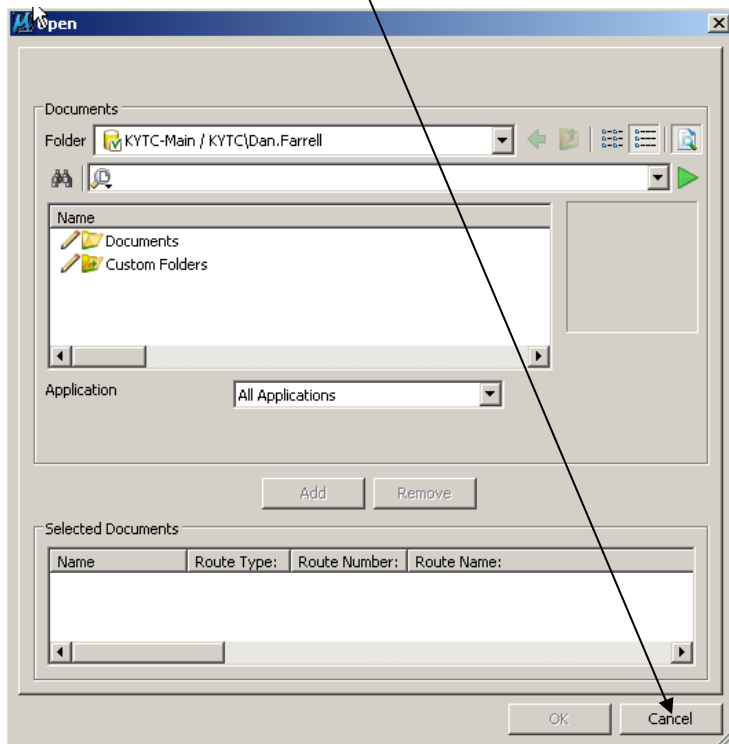 Open
Documents
Folder KYTC-Main / KYTC\Dan.Farrell
Name
Documents
Custom Folders
Application All Applications
Add Remove
Selected Documents
Name Route Type: Route Number: Route Name:
OK Cancel